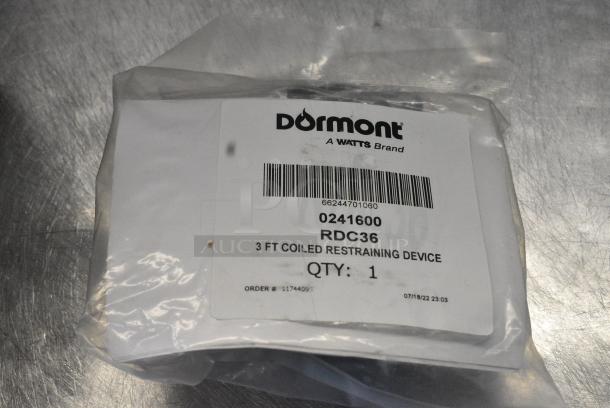 Dormont
A WATTS Brand
66244701060
0241600
RDC36
3 FT COILED RESTRAINING DEVICE
QTY: 1
ORDER #
07/18/22 23:03